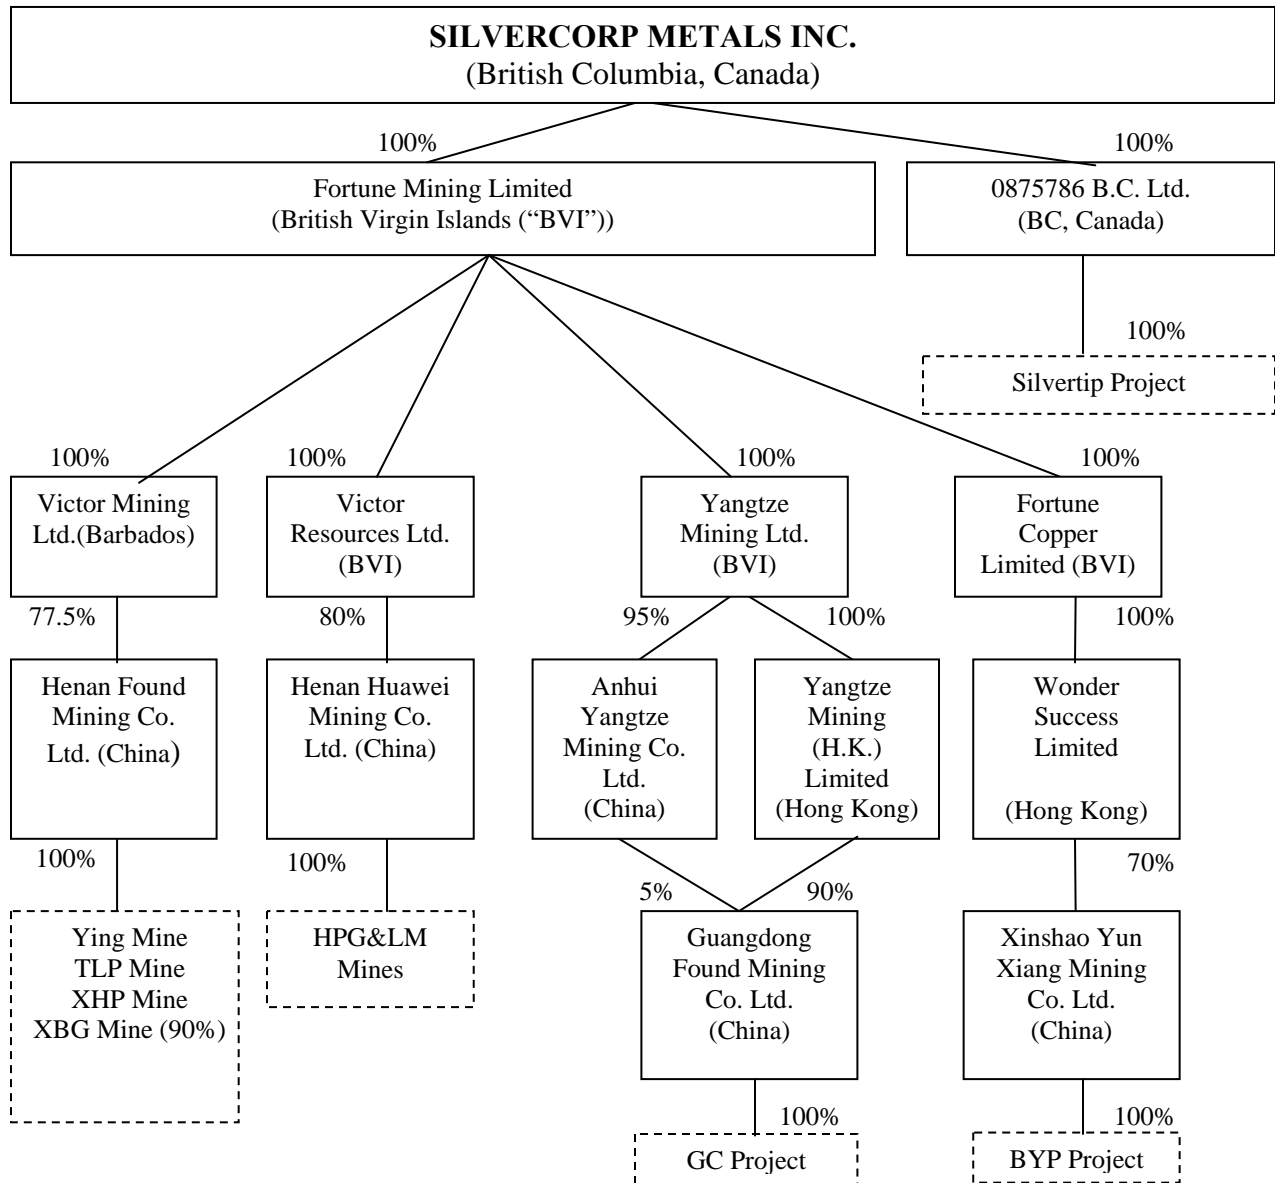 SILVERCORP METALS INC.
(British Columbia, Canada)
100%
100%
Fortune Mining Limited
(British Virgin Islands (“BVI”))
0875786 B.C. Ltd.
(BC, Canada)
100%
Silvertip Project
100%
100%
100%
100%
Victor Mining
Ltd.(Barbados)
Victor
Resources Ltd.
(BVI)
Yangtze
Mining Ltd.
(BVI)
Fortune
Copper
Limited (BVI)
77.5%
80%
95%
100%
100%
Henan Found
Mining Co.
Ltd. (China)
Henan Huawei
Mining Co.
Ltd. (China)
Anhui
Yangtze
Mining Co.
Ltd.
(China)
Yangtze
Mining
(H.K.)
Limited
(Hong Kong)
Wonder
Success
Limited
(Hong Kong)
100%
100%
5%
90%
70%
Ying Mine
TLP Mine
XHP Mine
XBG Mine (90%)
HPG&LM
Mines
Guangdong
Found Mining
Co. Ltd.
(China)
Xinshao Yun
Xiang Mining
Co. Ltd.
(China)
100%
100%
GC Project
BYP Project